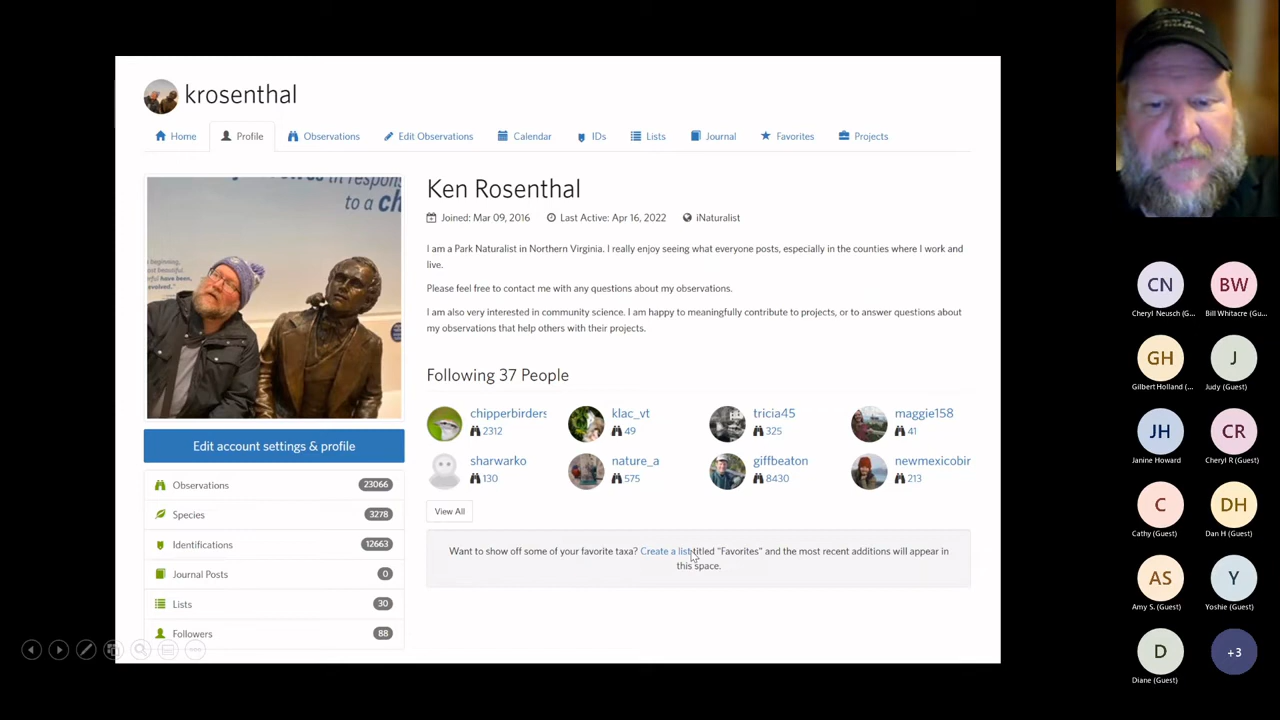 krosenthal
Home Profile Observations Edit Observations Calendar IDs Lists Journal Favorites Projects
in respon
to a ch
Ken Rosenthal
Joined: Mar 09, 2016 Last Active: Apr 16, 2022 iNaturalist
I am a Park Naturalist in Northern Virginia. I really enjoy seeing what everyone posts, especially in the counties where I work and
live.
Please feel free to contact me with any questions about my observations.
I am also very interested in community science. I am happy to meaningfully contribute to projects, or to answer questions about
my observations that help others with their projects.
Following 37 People
chipperbirders klac_vt tricia45 maggie158
2312 49 325 41
sharwarko nature_a giffbeaton newmexicobir
130 575 8430 213
View All
Want to show off some of your favorite taxa? Create a list titled "Favorites" and the most recent additions will appear in
this space.
Edit account settings & profile
Observations 23066
Species 3278
Identifications 12663
Journal Posts 0
Lists 30
Followers 88
CN BW
Cheryl Neusch (G... Bill Whitacre (Gu...
GH J
Gilbert Holland (... Judy (Guest)
JH CR
Janine Howard Cheryl R (Guest)
C DH
Cathy (Guest) Dan H (Guest)
AS Y
Amy S. (Guest) Yoshie (Guest)
D +3
Diane (Guest)